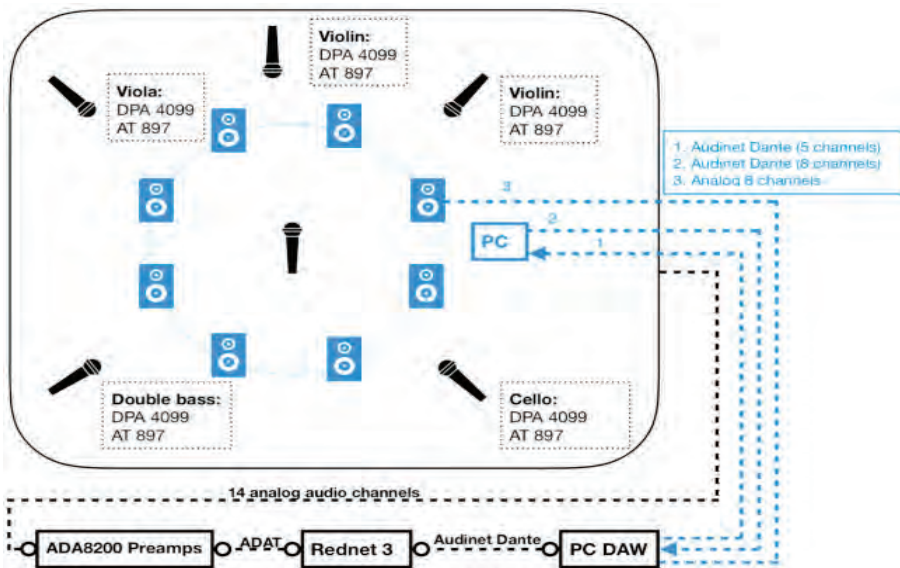 Violin:
DPA 4099
AT 897
Viola:
DPA 4099
AT 897
Violin:
DPA 4099
AT 897
1. Audinet Dante (5 channels)
2. Audinet Dante (8 channels)
3. Analog 8 channels
3
2
PC
1
Double bass:
DPA 4099
AT 897
Cello:
DPA 4099
AT 897
14 analog audio channels
ADA8200 Preamps
ADAT
Rednet 3
Audinet Dante
PC DAW